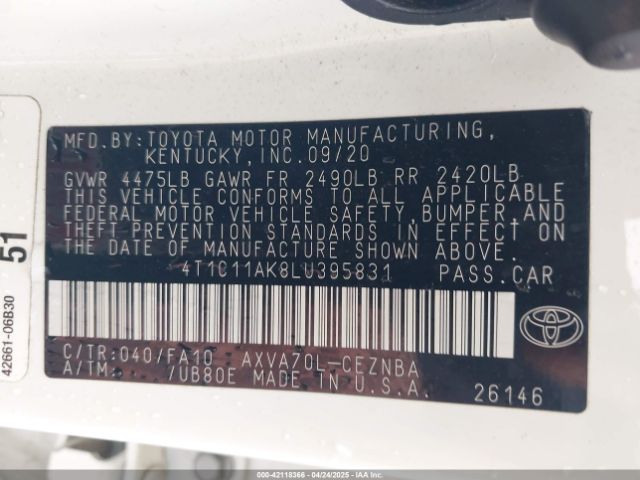 MFD.BY:TOYOTA MOTOR MANUFACTURING,
KENTUCKY,INC.09/20
GVWR 4475LB GAWR FR 2490LB RR 2420LB
THIS VEHICLE CONFORMS TO ALL APPLICABLE
FEDERAL MOTOR VEHICLE SAFETY,BUMPER,AND
THEFT PREVENTION STANDARDS IN EFFECT ON
THE DATE OF MANUFACTURE SHOWN ABOVE.
4T1C11AK8LU395831 PASS.CAR
C/TR:040/FA10 AXVA70L-CEZNBA
A/TM: /UB80E MADE IN U.S.A.
26146
42661-06B30 51
000-42118366 - 04/24/2025 - IAAI.COM